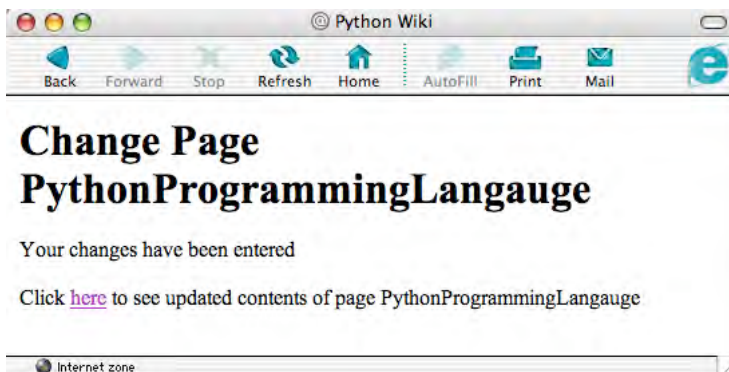 @ Python Wiki
Back Forward Stop Refresh Home AutoFill Print Mail
Change Page
PythonProgrammingLangauge
Your changes have been entered
Click here to see updated contents of page PythonProgrammingLangauge
Internet zone